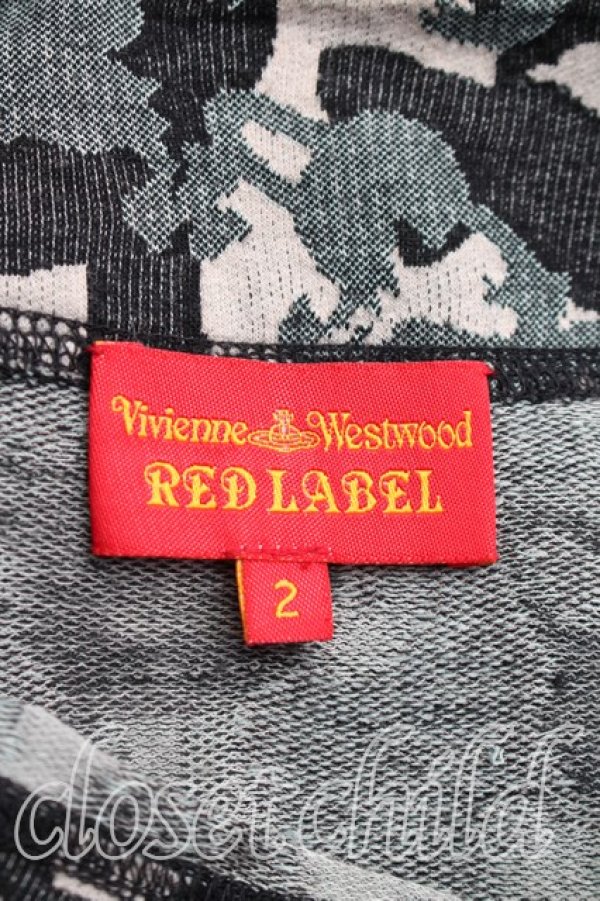 Vivienne Westwood
RED LABEL
2
closet child